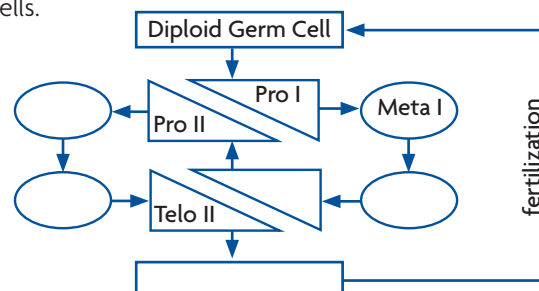 ells.
Diploid Germ Cell
Pro I
Meta I
Pro II
fertilization
Telo II